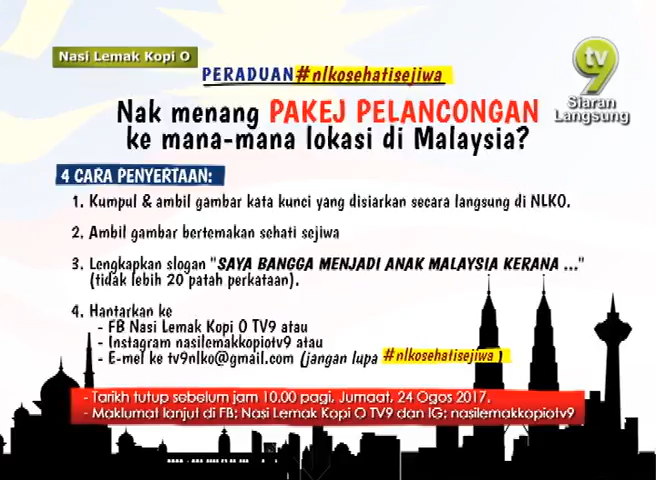 Nasi Lemak Kopi O
tv9
Siaran
Langsung
PERADUAN #nlkosehatisejiwa
Nak menang PAKEJ PELANCONGAN
ke mana-mana lokasi di Malaysia?
4 CARA PENYERTAAN:
1. Kumpul & ambil gambar kata kunci yang disiarkan secara langsung di NLKO.
2. Ambil gambar bertemakan sehati sejiwa
3. Lengkapkan slogan "SAYA BANGGA MENJADI ANAK MALAYSIA KERANA ..."
(tidak lebih 20 patah perkataan).
4. Hantarkan ke
- FB Nasi Lemak Kopi O TV9 atau
- Instagram nasilemakkopiotv9 atau
- E-mel ke tv9nlko@gmail.com (jangan lupa #nlkosehatisejiwa)
- Tarikh tutup sebelum jam 10.00 pagi, Jumaat, 24 Ogos 2017.
- Maklumat lanjut di FB: Nasi Lemak Kopi O TV9 dan IG: nasilemakkopiotv9